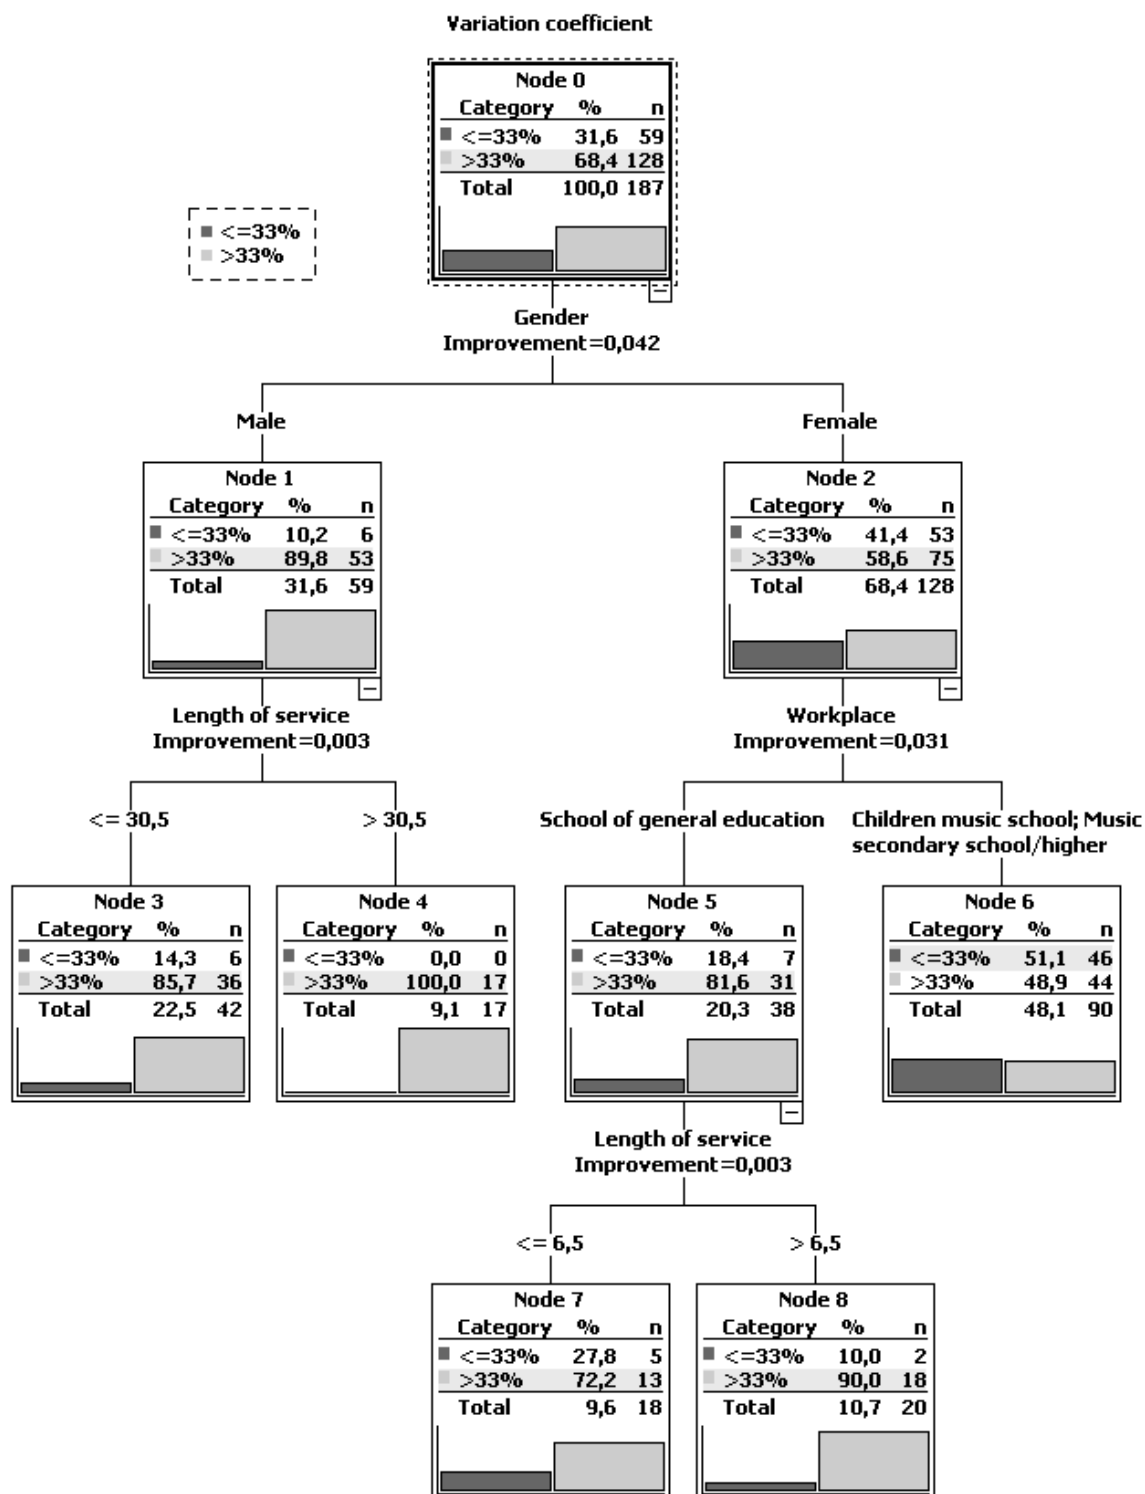 Variation coefficient
Node 0
Category % n
<=33% 31,6 59
>33% 68,4 128
Total 100,0 187
<=33%
>33%
Gender
Improvement=0,042
Male
Female
Node 1
Category % n
<=33% 10,2 6
>33% 89,8 53
Total 31,6 59
Node 2
Category % n
<=33% 41,4 53
>33% 58,6 75
Total 68,4 128
Length of service
Improvement=0,003
Workplace
Improvement=0,031
<= 30,5
> 30,5
School of general education
Children music school; Music
secondary school/higher
Node 3
Category % n
<=33% 14,3 6
>33% 85,7 36
Total 22,5 42
Node 4
Category % n
<=33% 0,0 0
>33% 100,0 17
Total 9,1 17
Node 5
Category % n
<=33% 18,4 7
>33% 81,6 31
Total 20,3 38
Node 6
Category % n
<=33% 51,1 46
>33% 48,9 44
Total 48,1 90
Length of service
Improvement=0,003
<= 6,5
> 6,5
Node 7
Category % n
<=33% 27,8 5
>33% 72,2 13
Total 9,6 18
Node 8
Category % n
<=33% 10,0 2
>33% 90,0 18
Total 10,7 20